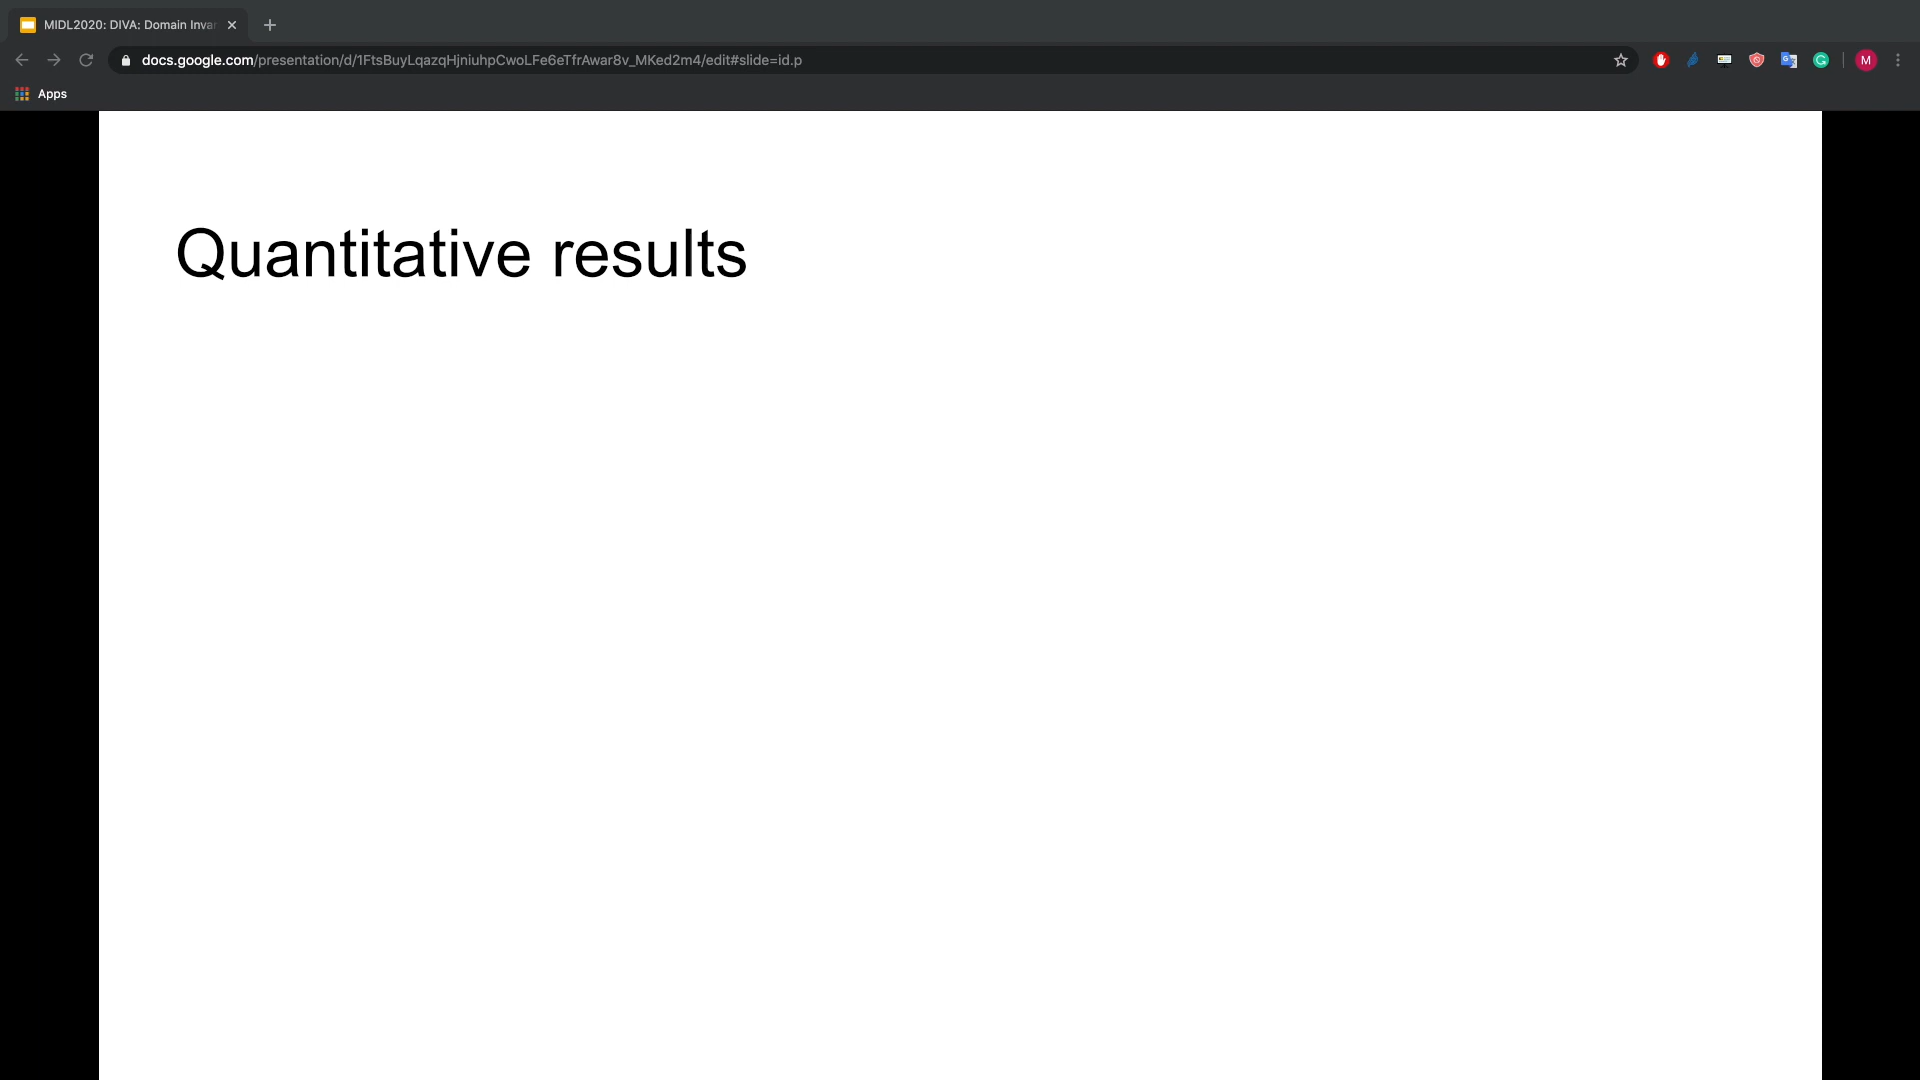 MIDL2020: DIVA: Domain Invar
docs.google.com/presentation/d/1FtsBuyLqazqHjniuhpCwoLFe6eTfrAwar8v_MKed2m4/edit#slide=id.p
M
Apps
Quantitative results